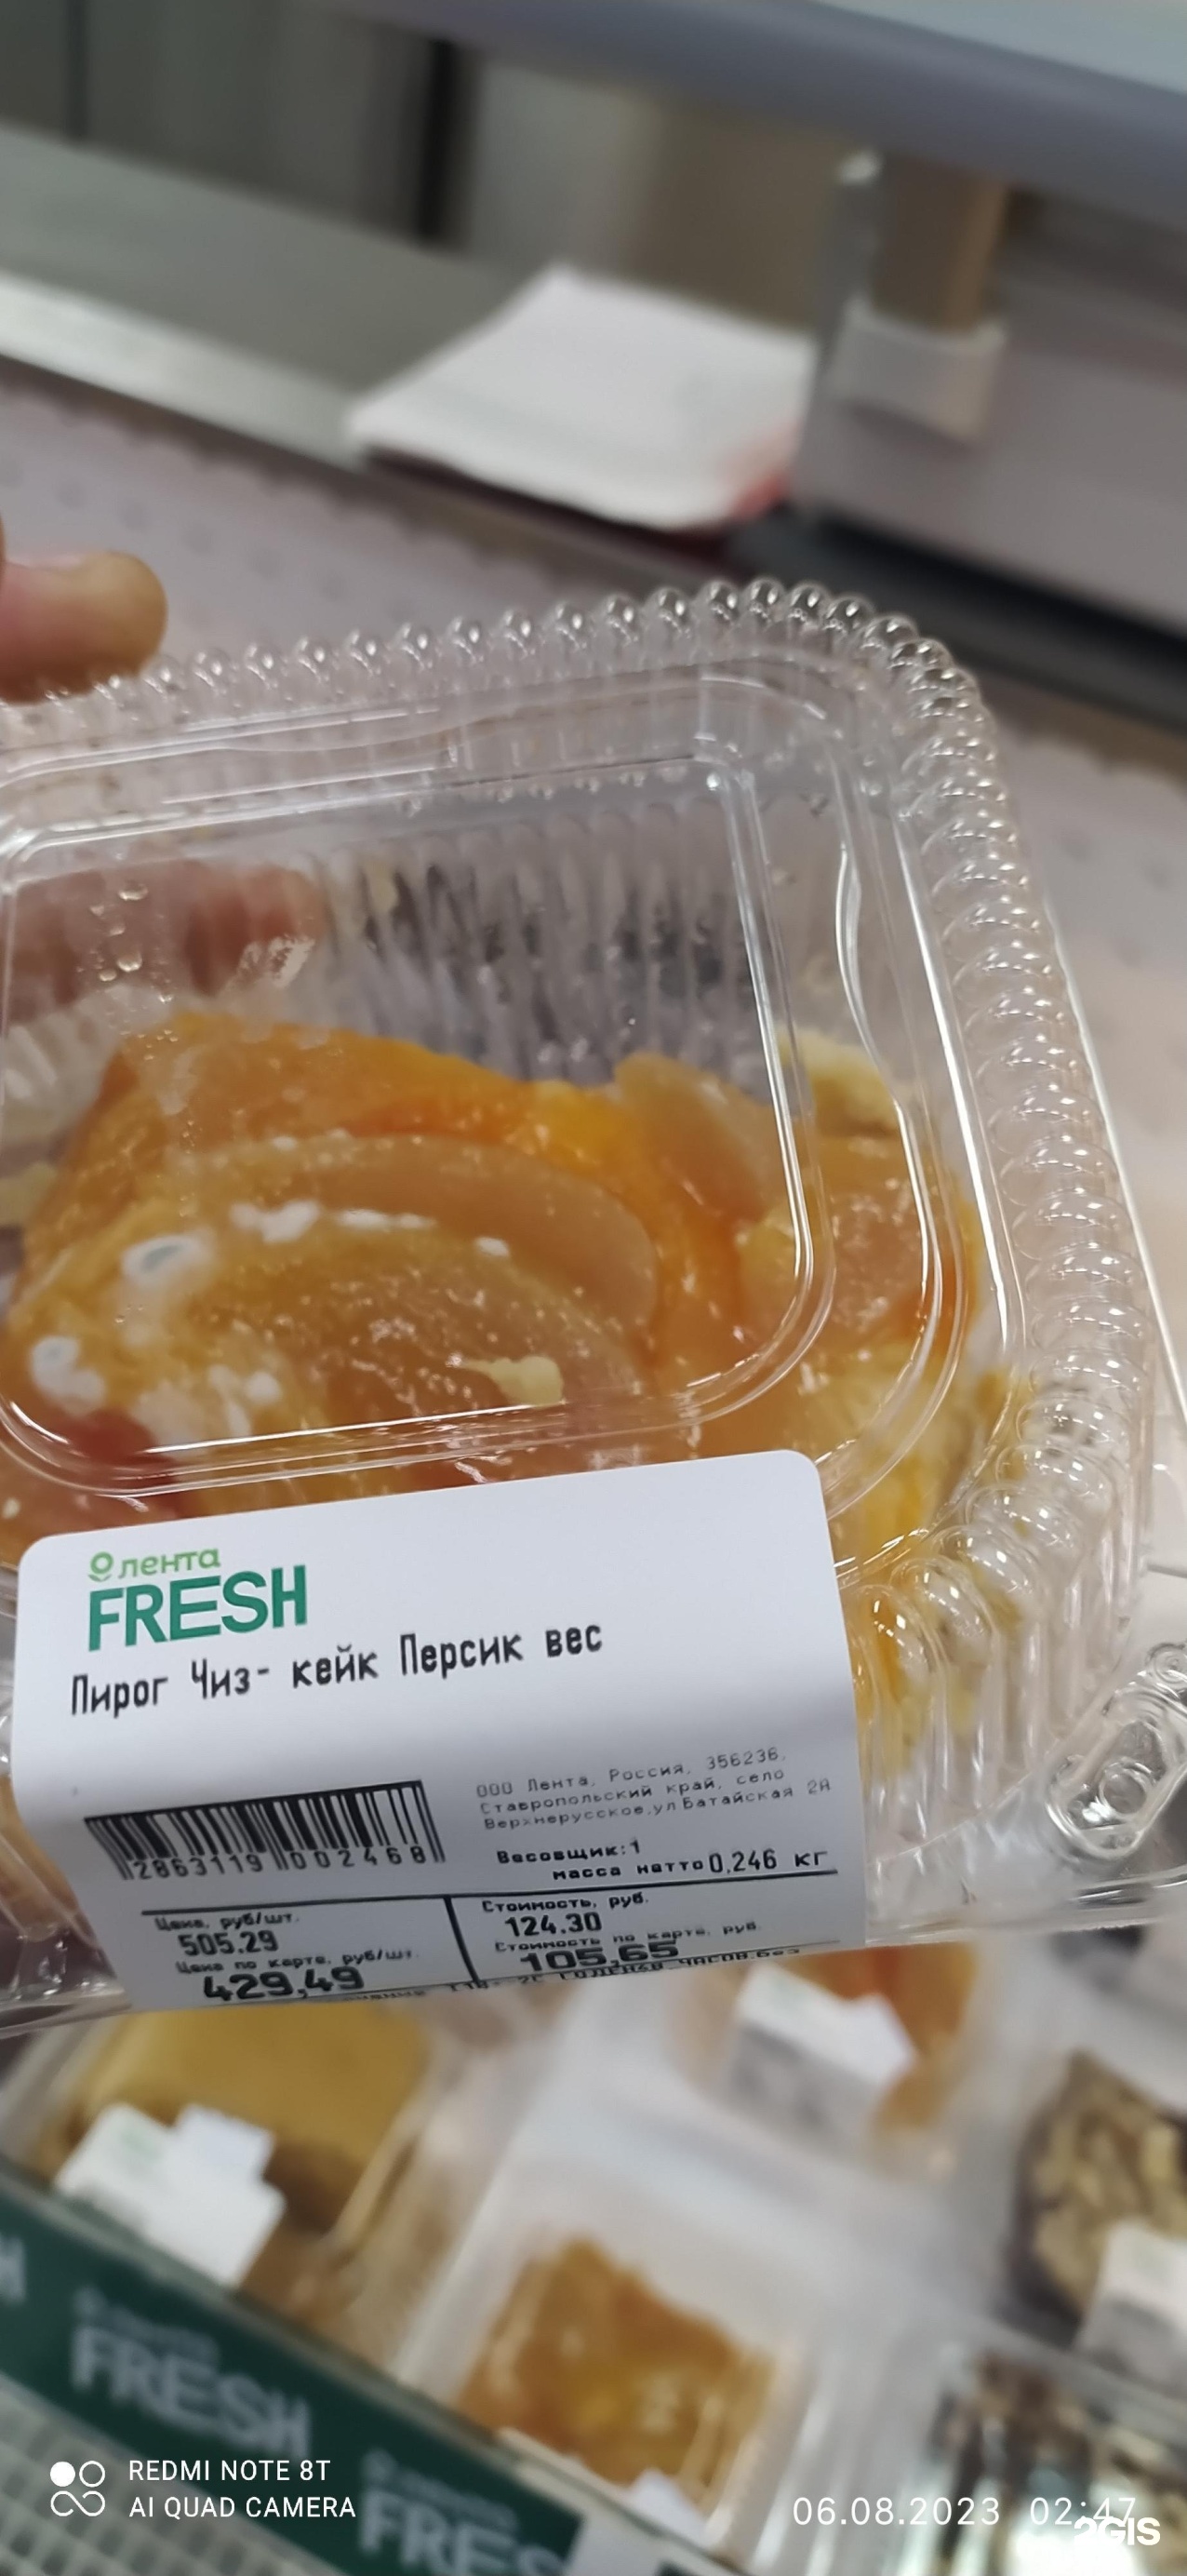 лента
FRESH
Пирог Чиз- кейк Персик вес
ООО Лента, Россия, 356236,
Ставропольский край, село
Верхнерусское,ул Батайская 2А
2863119 002468
Весовщик:1
масса нетто 0,246 кг
Цена, руб/шт.
505.29
Стоимость, руб.
124.30
Цена по карте, руб/шт.
429,49
Стоимость по карте, руб.
105,65
FRESH
FRES
REDMI NOTE 8T
AI QUAD CAMERA
06.08.2023 02:47
2GIS